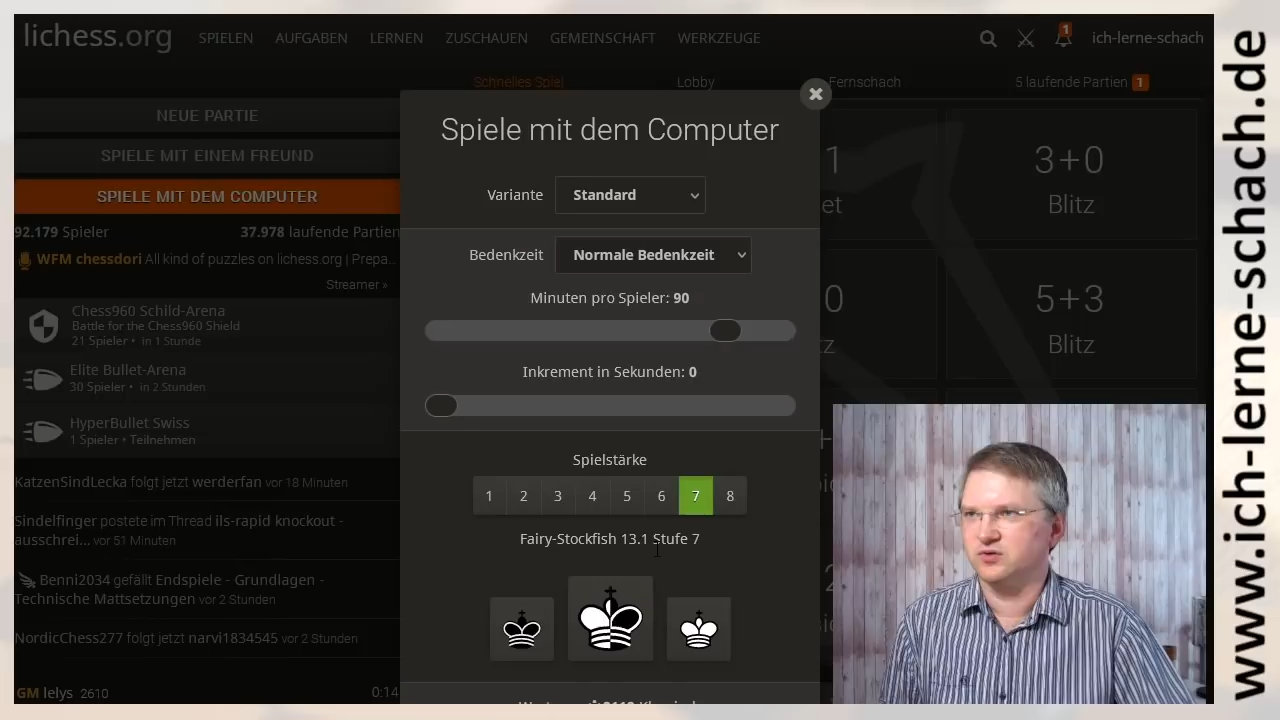 lichess.org SPIELEN AUFGABEN LERNEN ZUSCHAUEN GEMEINSCHAFT WERKZEUGE 1 ich-lerne-schach
Schnelles Spiel Lobby Fernschach 5 laufende Partien 1
NEUE PARTIE
SPIELE MIT EINEM FREUND
SPIELE MIT DEM COMPUTER
92.179 Spieler 37.978 laufende Partien
WFM chessdori All kind of puzzles on lichess.org | Prepa...
Streamer »
Chess960 Schild-Arena
Battle for the Chess960 Shield
21 Spieler • in 1 Stunde
Elite Bullet-Arena
30 Spieler • in 2 Stunden
HyperBullet Swiss
1 Spieler • Teilnehmen
KatzenSindLecka folgt jetzt werderfan vor 18 Minuten
Sindelfinger postete im Thread ils-rapid knockout -
ausschrei... vor 51 Minuten
Benni2034 gefällt Endspiele - Grundlagen -
Technische Mattsetzungen vor 2 Stunden
NordicChess277 folgt jetzt narvi1834545 vor 2 Stunden
GM lelys 2610 0:14
Spiele mit dem Computer
Variante Standard
Bedenkzeit Normale Bedenkzeit
Minuten pro Spieler: 90
Inkrement in Sekunden: 0
Spielstärke
1 2 3 4 5 6 7 8
Fairy-Stockfish 13.1 Stufe 7
1
et
3+0
Blitz
0
tz
5+3
Blitz
www.ich-lerne-schach.de